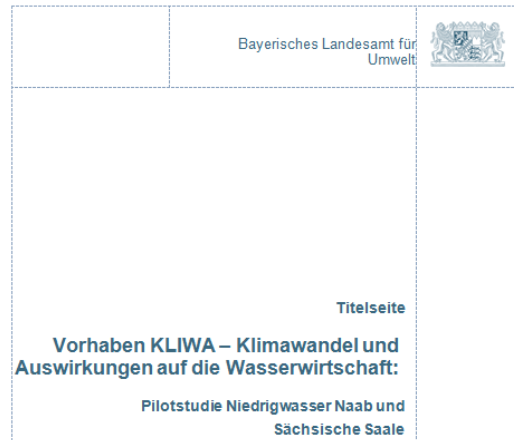 Bayerisches Landesamt für
Umwelt
Titelseite
Vorhaben KLIWA – Klimawandel und
Auswirkungen auf die Wasserwirtschaft:
Pilotstudie Niedrigwasser Naab und
Sächsische Saale